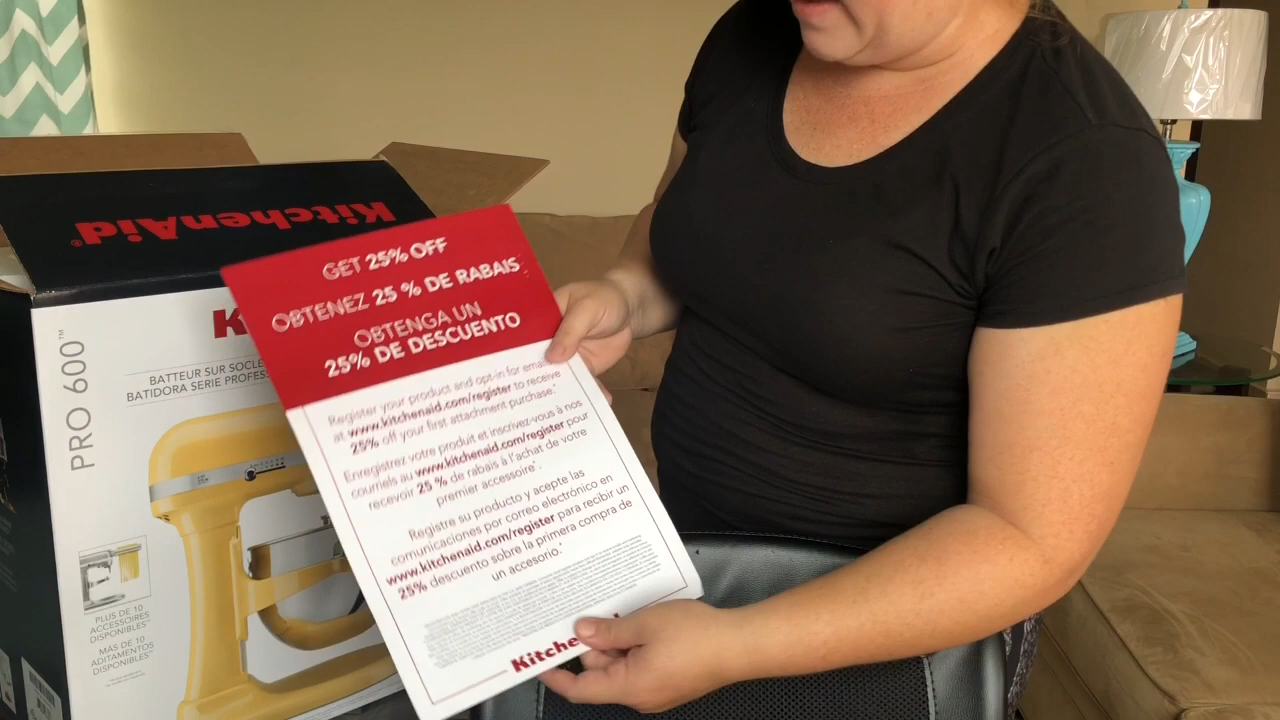 KitchenAid®
PRO 600™
K
BATTEUR SUR SOCLE
BATIDORA SERIE PROFES
PLUS DE 10
ACCESSOIRES
DISPONIBLES
MÁS DE 10
ADITAMENTOS
DISPONIBLES
GET 25% OFF
OBTENEZ 25 % DE RABAIS
OBTENGA UN
25% DE DESCUENTO
Register your product and opt-in for emails
at www.kitchenaid.com/register to receive
25% off your first attachment purchase.*
Enregistrez votre produit et inscrivez-vous à nos
courriels au www.kitchenaid.com/register pour
recevoir 25 % de rabais à l'achat de votre
premier accessoire*.
Registre su producto y acepte las
comunicaciones por correo electrónico en
www.kitchenaid.com/register para recibir un
25% descuento sobre la primera compra de
un accesorio.*
Kitche